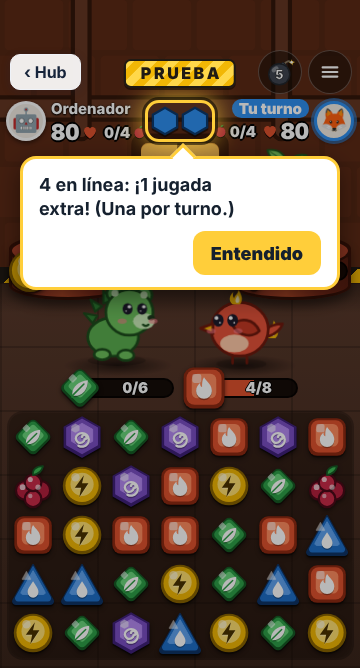 ‹ Hub
PRUEBA
5
Ordenador
Tu turno
80 0/4
0/4 80
4 en línea: ¡1 jugada
extra! (Una por turno.)
Entendido
0/6
4/8